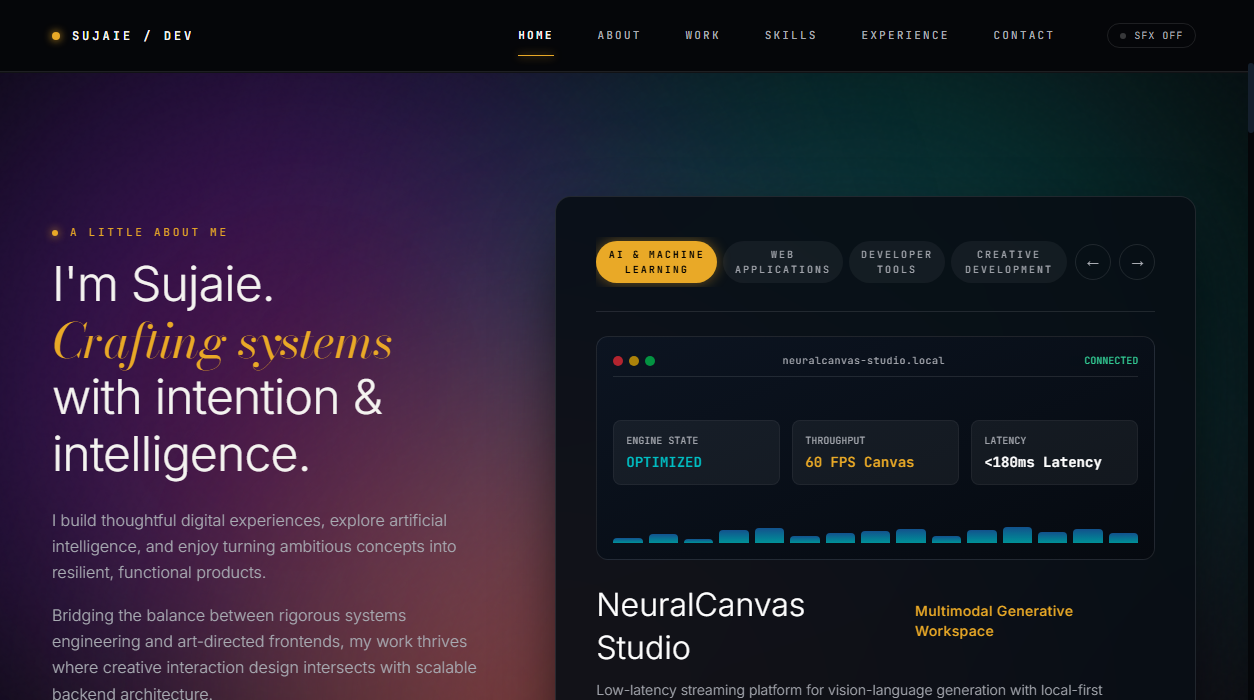 SUJAIE / DEV
HOME
ABOUT
WORK
SKILLS
EXPERIENCE
CONTACT
SFX OFF
A LITTLE ABOUT ME
I'm Sujaie.
Crafting systems
with intention &
intelligence.
I build thoughtful digital experiences, explore artificial
intelligence, and enjoy turning ambitious concepts into
resilient, functional products.
Bridging the balance between rigorous systems
engineering and art-directed frontends, my work thrives
where creative interaction design intersects with scalable
backend architecture.
AI & MACHINE
LEARNING
WEB
APPLICATIONS
DEVELOPER
TOOLS
CREATIVE
DEVELOPMENT
← →
neuralcanvas-studio.local
CONNECTED
ENGINE STATE
OPTIMIZED
THROUGHPUT
60 FPS Canvas
LATENCY
<180ms Latency
NeuralCanvas
Studio
Multimodal Generative
Workspace
Low-latency streaming platform for vision-language generation with local-first